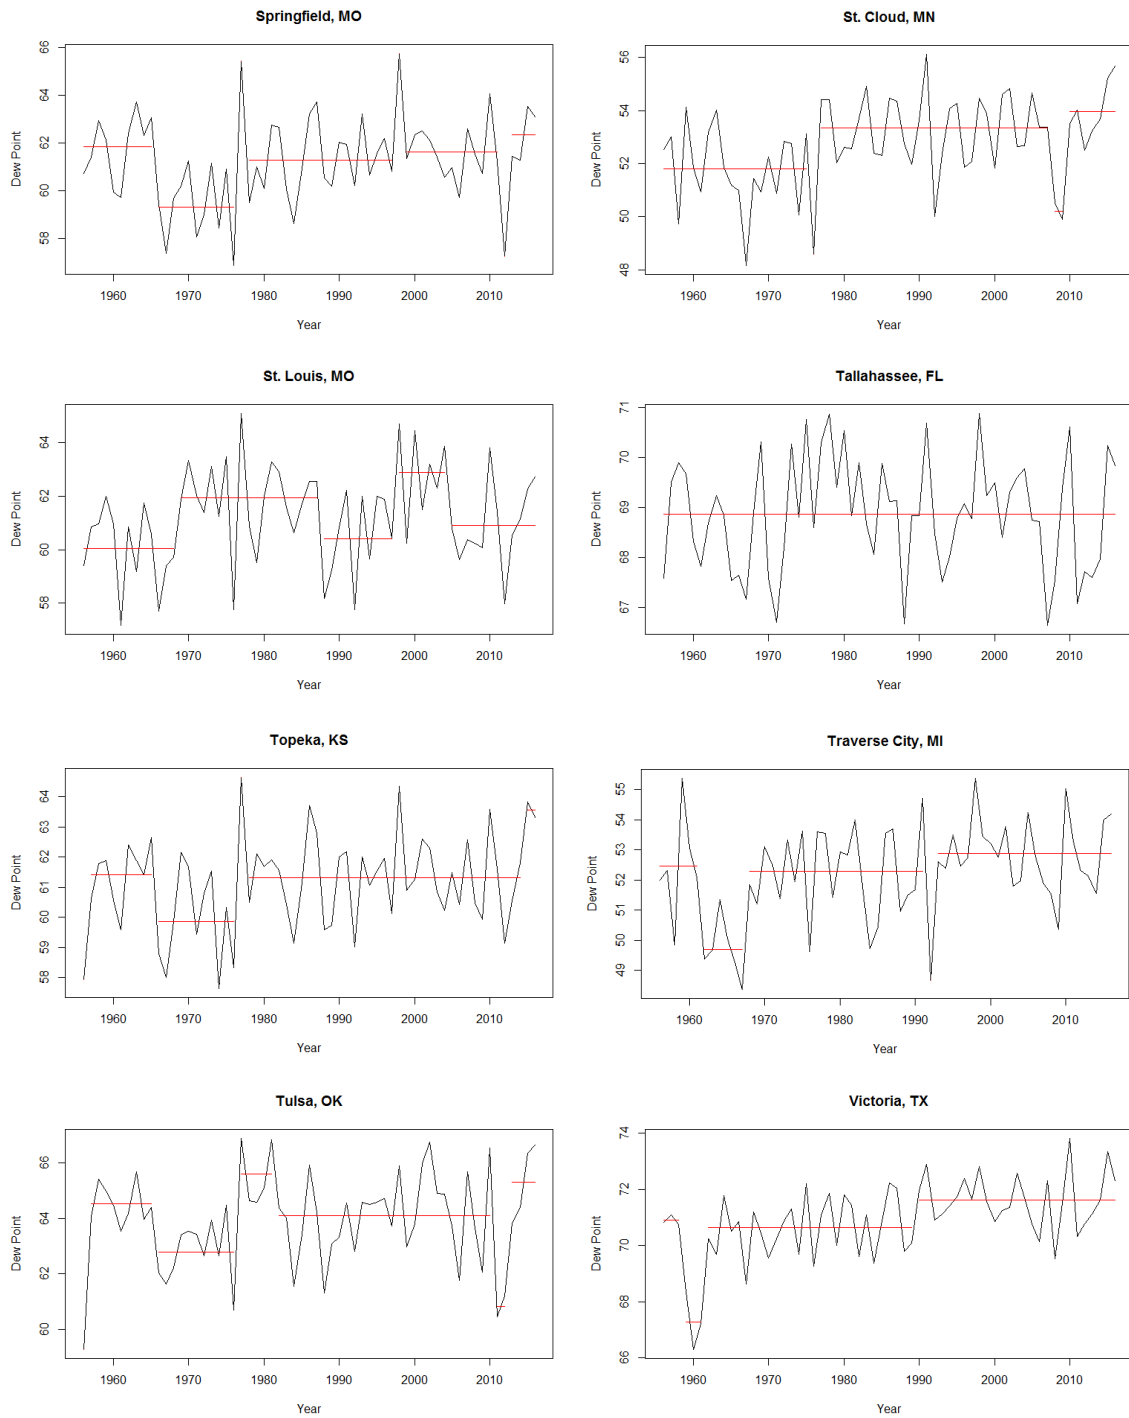 Springfield, MO
Dew Point
66
64
62
60
58
1960 1970 1980 1990 2000 2010
Year
St. Cloud, MN
Dew Point
56
54
52
50
48
1960 1970 1980 1990 2000 2010
Year
St. Louis, MO
Dew Point
64
62
60
58
1960 1970 1980 1990 2000 2010
Year
Tallahassee, FL
Dew Point
71
70
69
68
67
1960 1970 1980 1990 2000 2010
Year
Topeka, KS
Dew Point
64
63
62
61
60
59
58
1960 1970 1980 1990 2000 2010
Year
Traverse City, MI
Dew Point
55
54
53
52
51
50
49
1960 1970 1980 1990 2000 2010
Year
Tulsa, OK
Dew Point
66
64
62
60
1960 1970 1980 1990 2000 2010
Year
Victoria, TX
Dew Point
74
72
70
68
66
1960 1970 1980 1990 2000 2010
Year